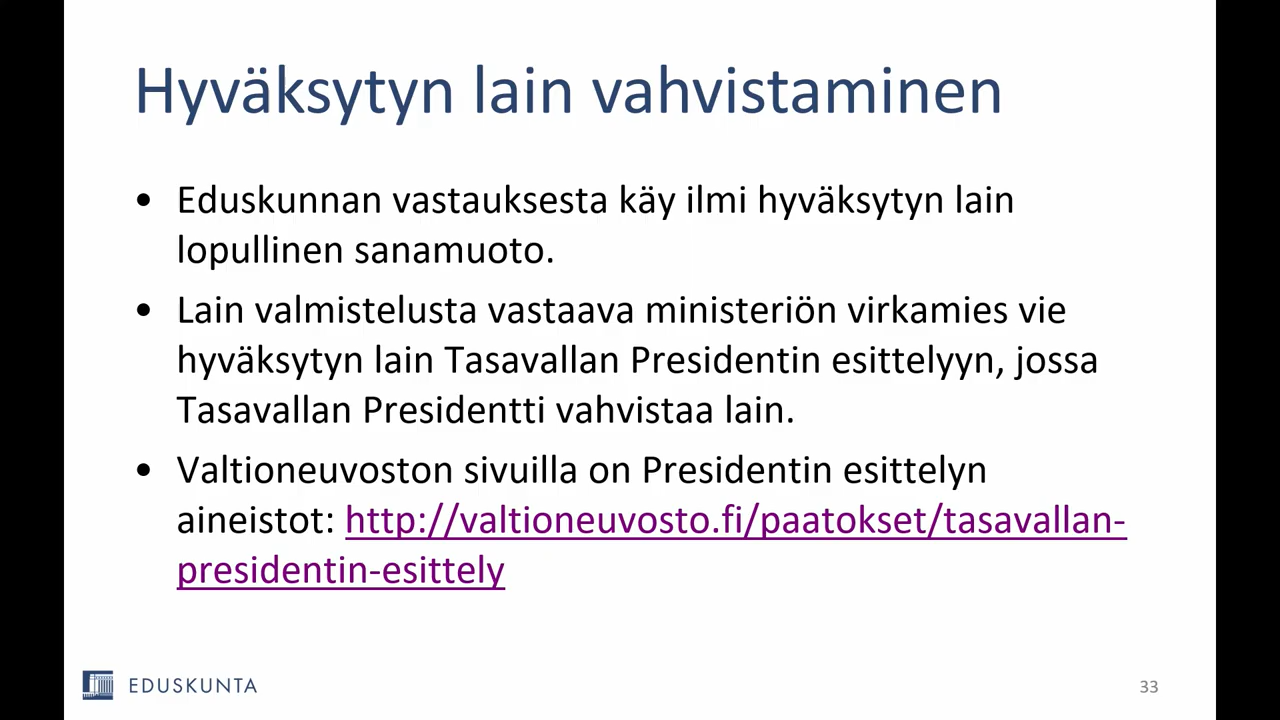 Hyväksytyn lain vahvistaminen
• Eduskunnan vastauksesta käy ilmi hyväksytyn lain
lopullinen sanamuoto.
• Lain valmistelusta vastaava ministeriön virkamies vie
hyväksytyn lain Tasavallan Presidentin esittelyyn, jossa
Tasavallan Presidentti vahvistaa lain.
• Valtioneuvoston sivuilla on Presidentin esittelyn
aineistot: http://valtioneuvosto.fi/paatokset/tasavallan-
presidentin-esittely
EDUSKUNTA
33